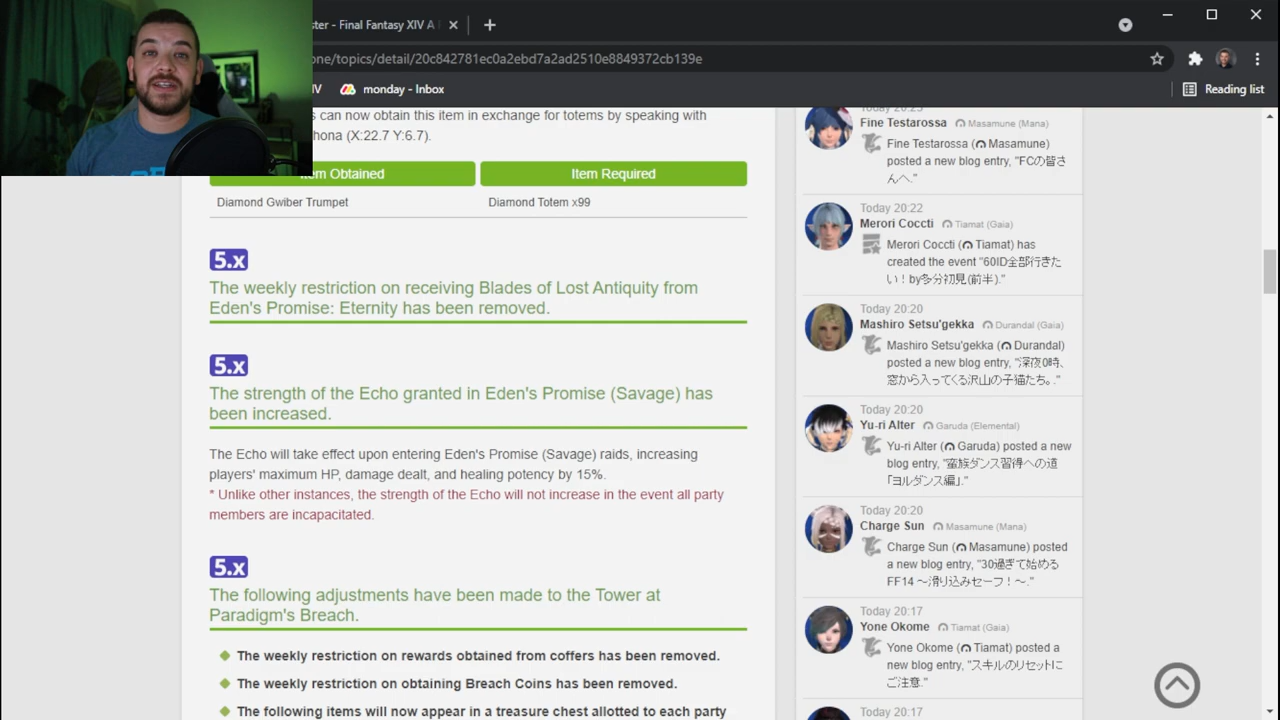 ster - Final Fantasy XIV A
one/topics/detail/20c842781ec0a2ebd7a2ad2510e8849372cb139e
IV
monday - Inbox
Reading list
s can now obtain this item in exchange for totems by speaking with
hona (X:22.7 Y:6.7).
Item Obtained
Item Required
Diamond Gwiber Trumpet
Diamond Totem x99
5.x
The weekly restriction on receiving Blades of Lost Antiquity from
Eden's Promise: Eternity has been removed.
5.x
The strength of the Echo granted in Eden's Promise (Savage) has
been increased.
The Echo will take effect upon entering Eden's Promise (Savage) raids, increasing
players' maximum HP, damage dealt, and healing potency by 15%.
* Unlike other instances, the strength of the Echo will not increase in the event all party
members are incapacitated.
5.x
The following adjustments have been made to the Tower at
Paradigm's Breach.
The weekly restriction on rewards obtained from coffers has been removed.
The weekly restriction on obtaining Breach Coins has been removed.
The following items will now appear in a treasure chest allotted to each party
Today 20:23
Fine Testarossa Masamune (Mana)
Fine Testarossa (Masamune)
posted a new blog entry, "FCの皆さ
んへ."
Today 20:22
Merori Coccti Tiamat (Gaia)
Merori Coccti (Tiamat) has
created the event "60ID全部行きた
い！by多分初見(前半)."
Today 20:20
Mashiro Setsu'gekka Durandal (Gaia)
Mashiro Setsu'gekka (Durandal)
posted a new blog entry, "深夜0時、
窓から入ってくる沢山の子猫たち。."
Today 20:20
Yu-ri Alter Garuda (Elemental)
Yu-ri Alter (Garuda) posted a new
blog entry, "蛮族ダンス習得への道
「ヨルダンス編」."
Today 20:20
Charge Sun Masamune (Mana)
Charge Sun (Masamune) posted
a new blog entry, "30過ぎて始める
FF14 〜滑り込みセーフ！〜."
Today 20:17
Yone Okome Tiamat (Gaia)
Yone Okome (Tiamat) posted a
new blog entry, "スキルのリセットに
ご注意."
Today 20:17